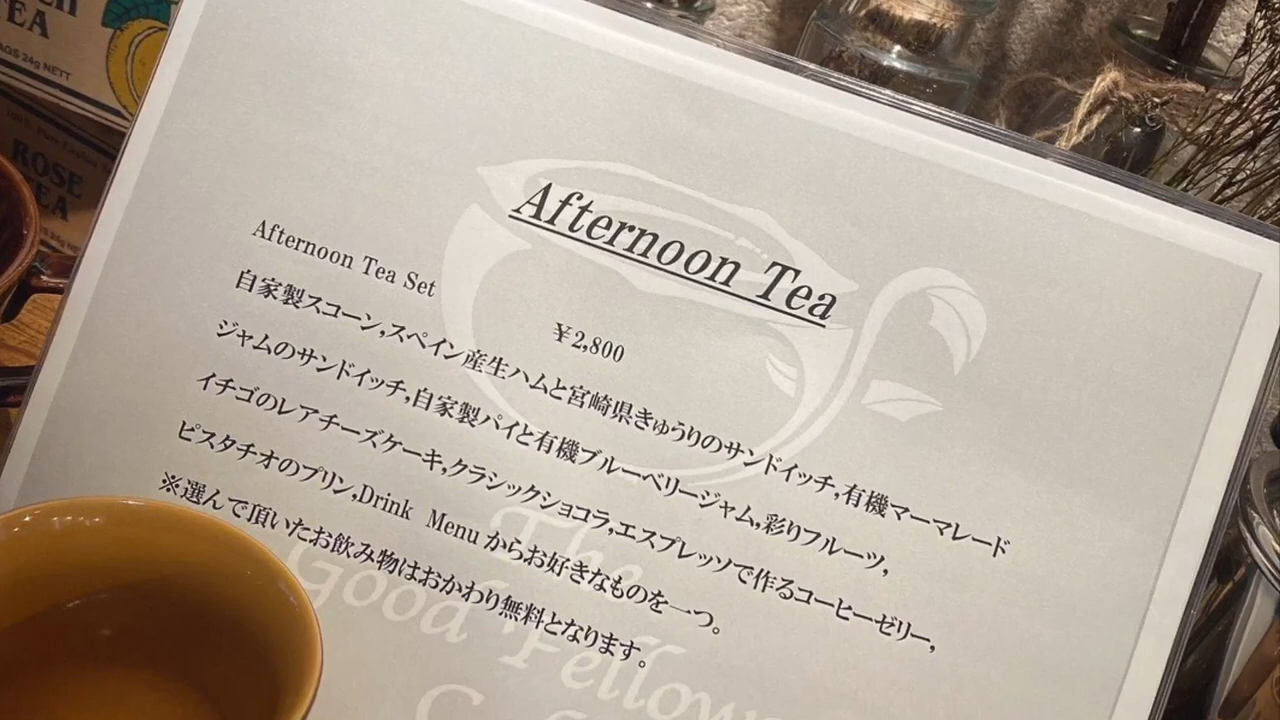 TEA
AGS 24g NETT
ROSE
TEA
Afternoon Tea
Afternoon Tea Set
¥2,800
自家製スコーン,スペイン産生ハムと宮崎県きゅうりのサンドイッチ,有機マーマレード
ジャムのサンドイッチ,自家製パイと有機ブルーベリージャム,彩りフルーツ,
イチゴのレアチーズケーキ,クラシックショコラ,エスプレッソで作るコーヒーゼリー,
ピスタチオのプリン,Drink Menu からお好きなものを一つ。
※選んで頂いたお飲み物はおかわり無料となります。
The
Good Fellows